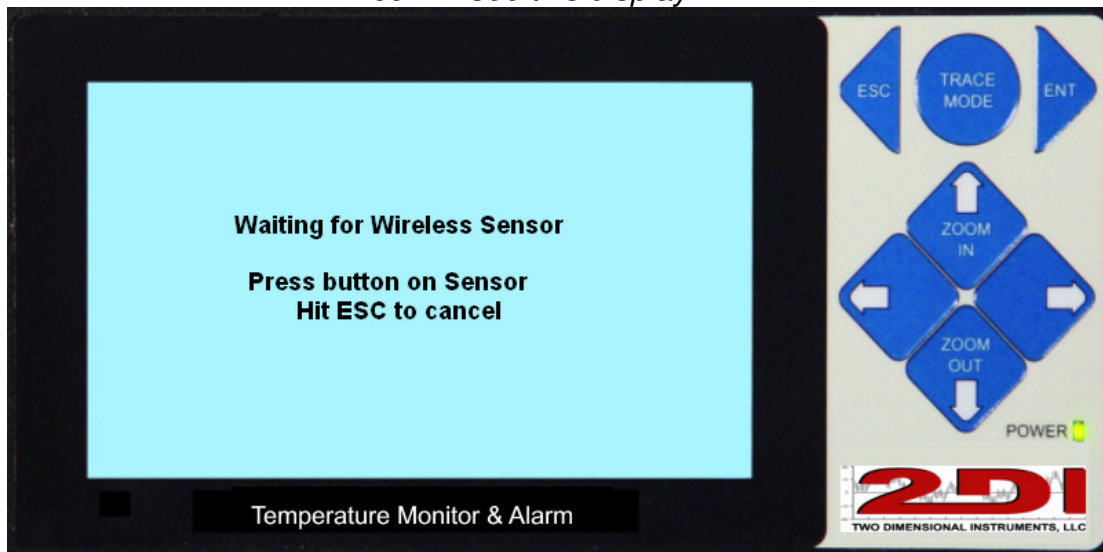 Waiting for Wireless Sensor
Press button on Sensor
Hit ESC to cancel
Temperature Monitor & Alarm
ESC
TRACE
MODE
ENT
ZOOM
IN
ZOOM
OUT
POWER
2DI
TWO DIMENSIONAL INSTRUMENTS, LLC